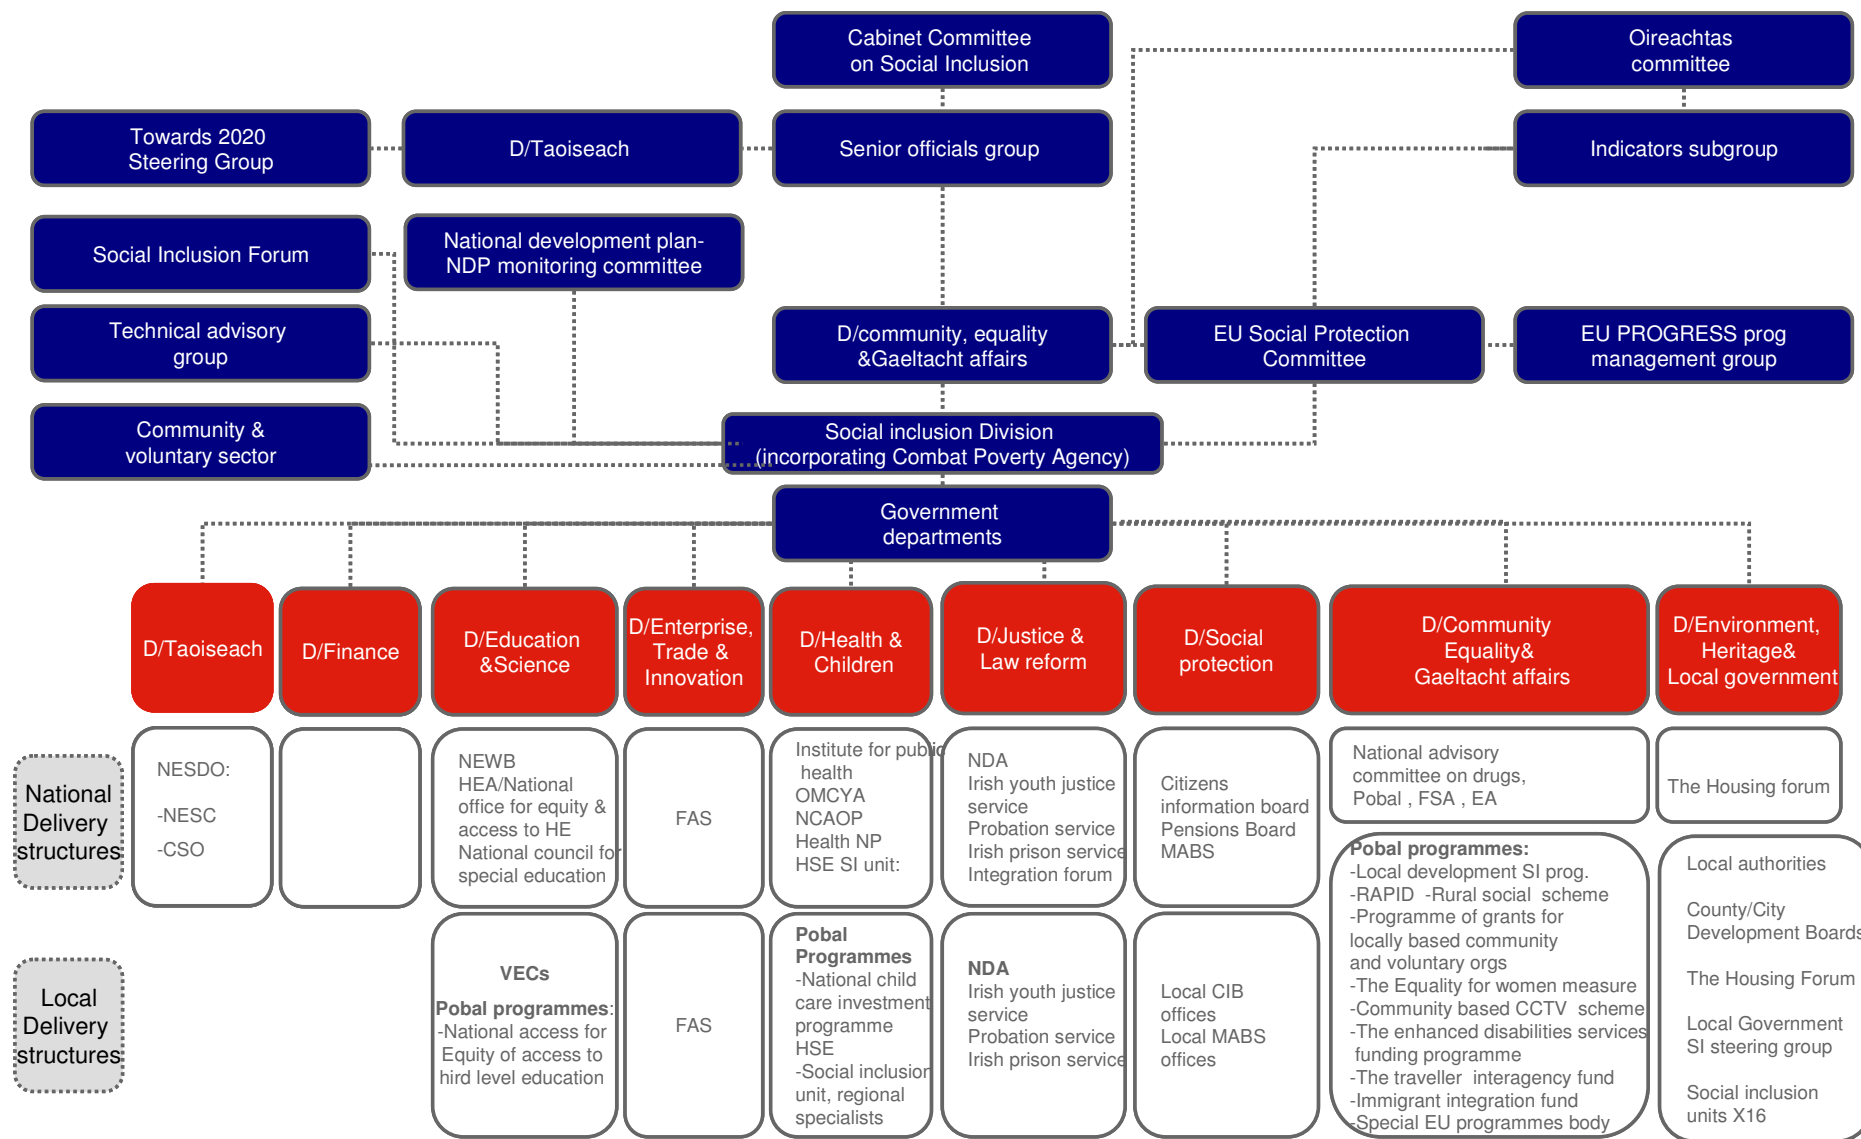 Cabinet Committee
on Social Inclusion
Oireachtas
committee
Towards 2020
Steering Group
D/Taoiseach
Senior officials group
Indicators subgroup
Social Inclusion Forum
National development plan-
NDP monitoring committee
Technical advisory
group
D/community, equality
&Gaeltacht affairs
EU Social Protection
Committee
EU PROGRESS prog
management group
Community &
voluntary sector
Social inclusion Division
(incorporating Combat Poverty Agency)
Government
departments
D/Taoiseach
D/Finance
D/Education
&Science
D/Enterprise,
Trade &
Innovation
D/Health &
Children
D/Justice &
Law reform
D/Social
protection
D/Community
Equality&
Gaeltacht affairs
D/Environment,
Heritage&
Local government
National
Delivery
structures
NESDO:
-NESC
-CSO
NEWB
HEA/National
office for equity &
access to HE
National council for
special education
FAS
Institute for public
health
OMCYA
NCAOP
Health NP
HSE SI unit:
NDA
Irish youth justice
service
Probation service
Irish prison service
Integration forum
Citizens
information board
Pensions Board
MABS
National advisory
committee on drugs,
Pobal , FSA , EA
The Housing forum
Local
Delivery
structures
VECs
Pobal programmes:
-National access for
Equity of access to
hird level education
FAS
Pobal
Programmes
-National child
care investment
programme
HSE
-Social inclusion
unit, regional
specialists
NDA
Irish youth justice
service
Probation service
Irish prison service
Local CIB
offices
Local MABS
offices
Pobal programmes:
-Local development SI prog.
-RAPID -Rural social scheme
-Programme of grants for
locally based community
and voluntary orgs
-The Equality for women measure
-Community based CCTV scheme
-The enhanced disabilities services
funding programme
-The traveller interagency fund
-Immigrant integration fund
-Special EU programmes body
Local authorities
County/City
Development Boards
The Housing Forum
Local Government
SI steering group
Social inclusion
units X16